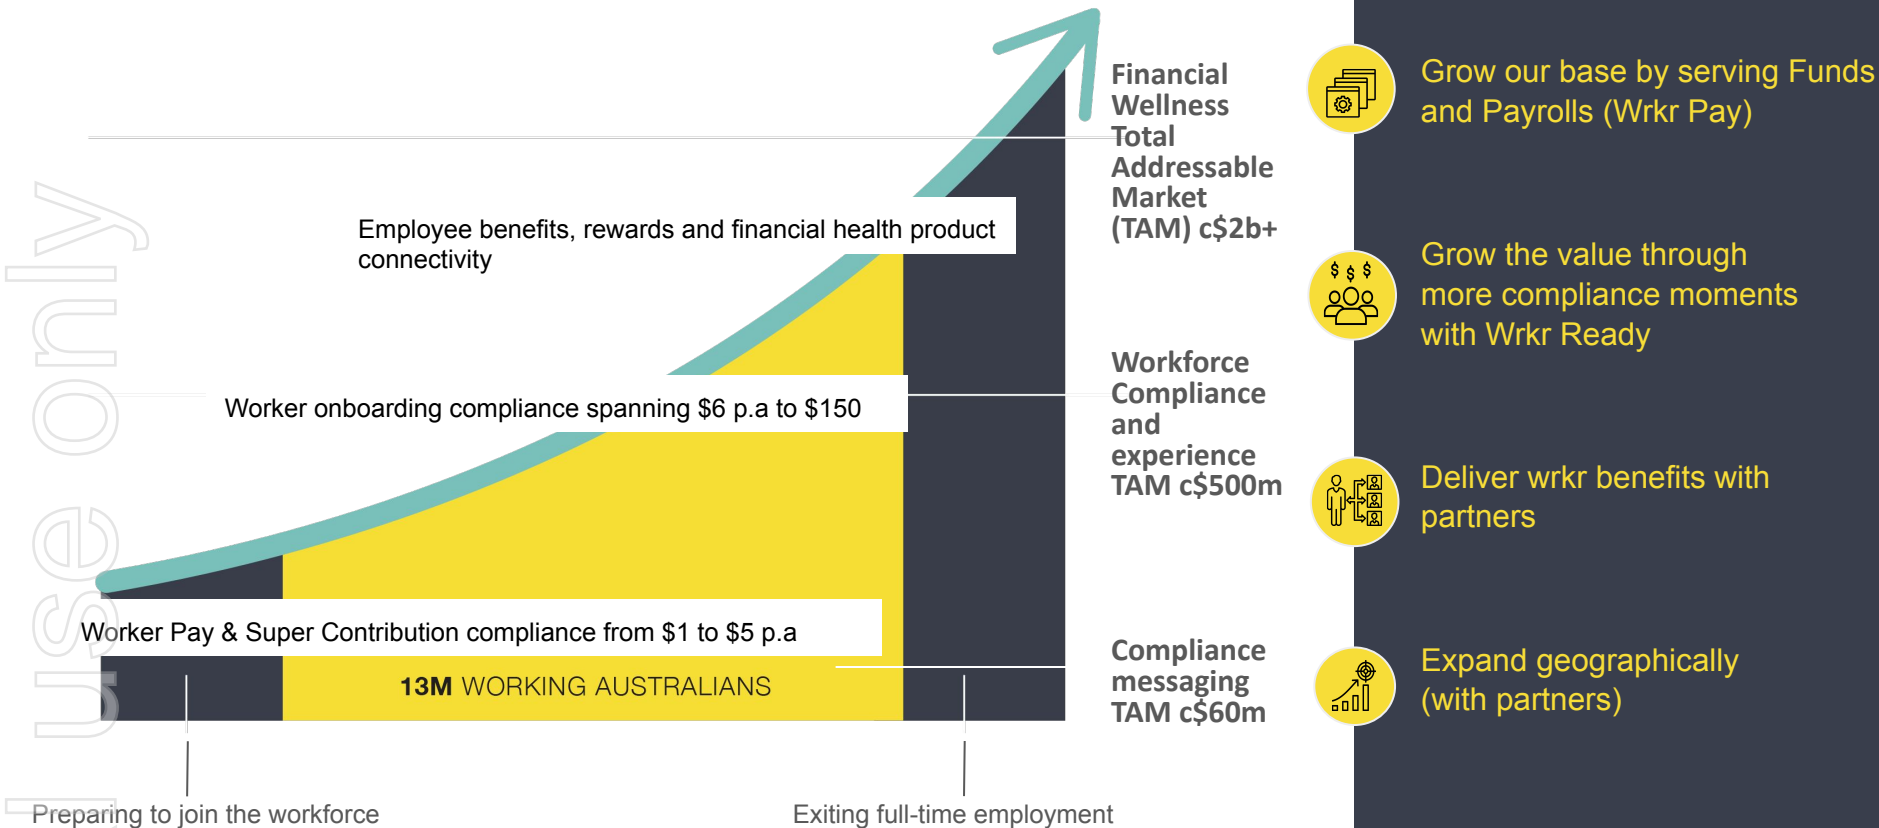 Financial
Wellness
Total
Addressable
Market
(TAM) c$2b+
Employee benefits, rewards and financial health product
connectivity
Workforce
Compliance
and
experience
TAM c$500m
Worker onboarding compliance spanning $6 p.a to $150
Compliance
messaging
TAM c$60m
Worker Pay & Super Contribution compliance from $1 to $5 p.a
13M WORKING AUSTRALIANS
Preparing to join the workforce
Exiting full-time employment
Grow our base by serving Funds
and Payrolls (Wrkr Pay)
Grow the value through
more compliance moments
with Wrkr Ready
Deliver wrkr benefits with
partners
Expand geographically
(with partners)
use only